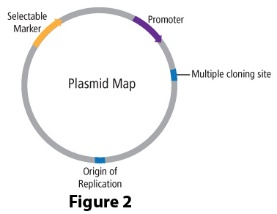 Selectable
Marker
Promoter
Multiple cloning site
Plasmid Map
Origin of
Replication
Figure 2